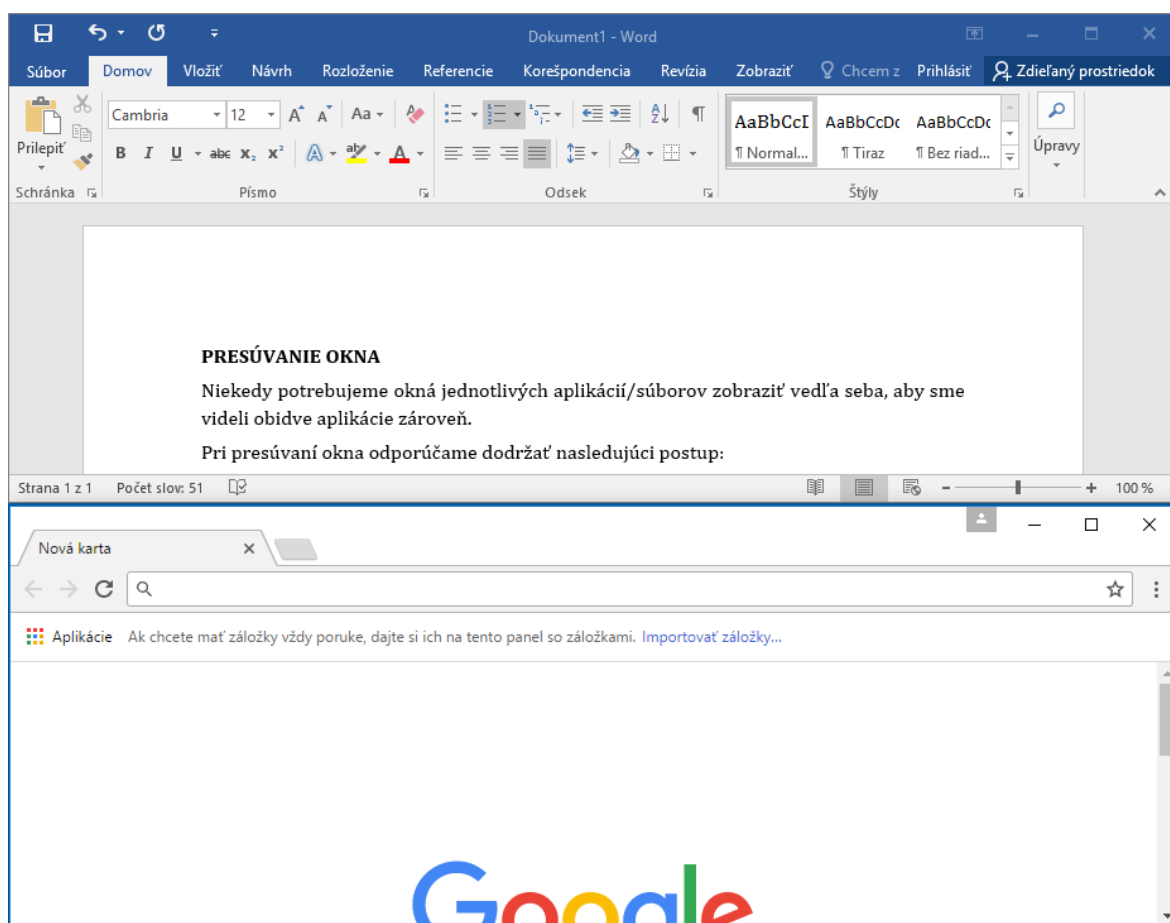 Dokument1 - Word
Súbor Domov Vložiť Návrh Rozloženie Referencie Korešpondencia Revízia Zobraziť Chcem z Prihlásiť Zdieľaný prostriedok
Cambria 12 A A Aa
AaBbCcI AaBbCcDc AaBbCcDc
Prilepiť B I U abc X₂ X² A aby A ¶ Normal... ¶ Tiraz ¶ Bez riad... Úpravy
Schránka Písmo Odsek Štýly
PRESÚVANIE OKNA
Niekedy potrebujeme okná jednotlivých aplikácií/súborov zobraziť vedľa seba, aby sme
videli obidve aplikácie zároveň.
Pri presúvaní okna odporúčame dodržať nasledujúci postup:
Strana 1 z 1 Počet slov: 51 100 %
Nová karta
Aplikácie Ak chcete mať záložky vždy poruke, dajte si ich na tento panel so záložkami. Importovať záložky...
Google